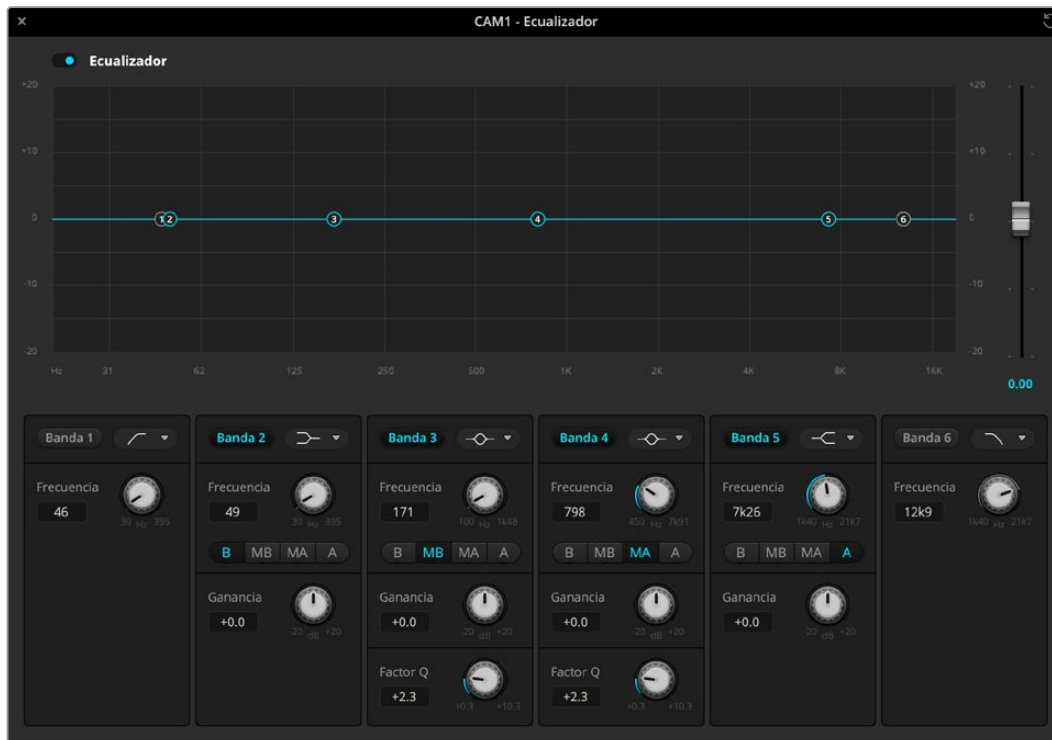 CAM1 - Ecualizador
Ecualizador
+20 +20
+10 +10
1 2 3 4 5 6
0 0
-10 -10
-20 -20
Hz 31 62 125 250 500 1K 2K 4K 8K 16K
0.00
Banda 1 Banda 2 Banda 3 Banda 4 Banda 5 Banda 6
Frecuencia Frecuencia Frecuencia Frecuencia Frecuencia Frecuencia
46 49 171 798 7k26 12k9
30 Hz 395 30 Hz 395 100 Hz 1k48 450 Hz 7k91 1k40 Hz 21k7 1k40 Hz 21k7
B MB MA A B MB MA A B MB MA A B MB MA A
Ganancia Ganancia Ganancia Ganancia
+0.0 +0.0 +0.0 +0.0
-20 dB +20 -20 dB +20 -20 dB +20 20 dB +20
Factor Q Factor Q
+2.3 +2.3
+0.3 +10.3 +0.3 +10.3